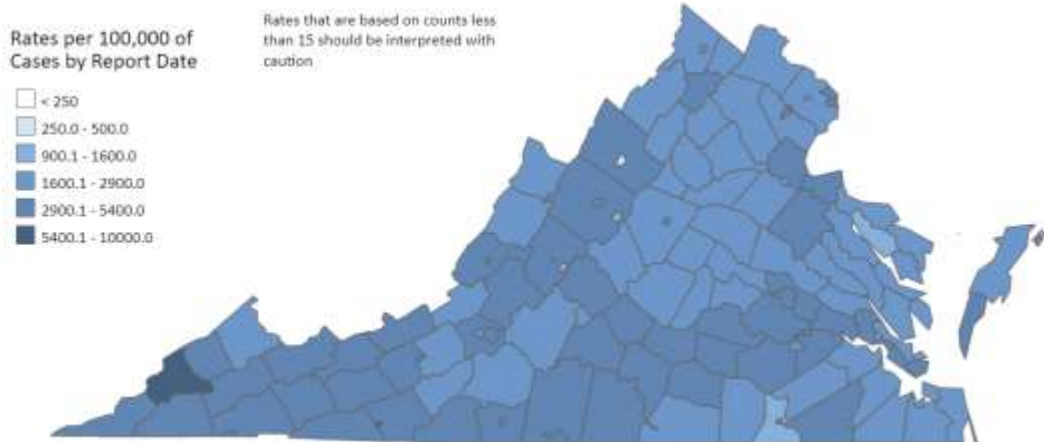 Rates per 100,000 of
Cases by Report Date
< 250
250.0 - 500.0
900.1 - 1600.0
1600.1 - 2900.0
2900.1 - 5400.0
5400.1 - 10000.0
Rates that are based on counts less
than 15 should be interpreted with
caution